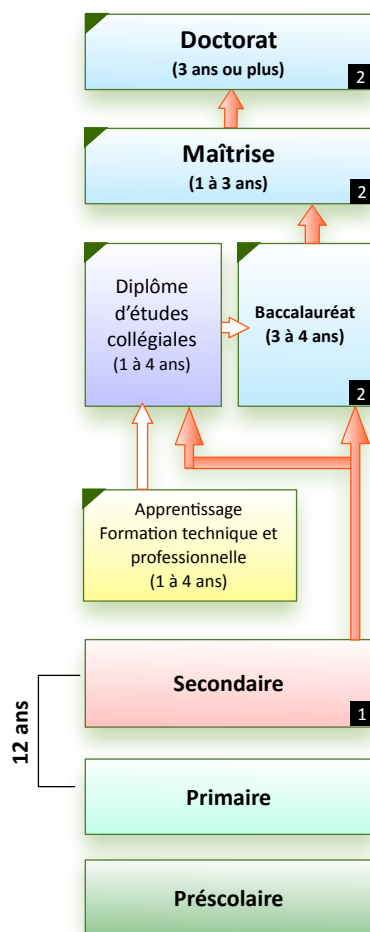 Doctorat
(3 ans ou plus)
2
Maîtrise
(1 à 3 ans)
2
Diplôme
d'études
collégiales
(1 à 4 ans)
Baccalauréat
(3 à 4 ans)
2
Apprentissage
Formation technique et
professionnelle
(1 à 4 ans)
12 ans
Secondaire
1
Primaire
Préscolaire